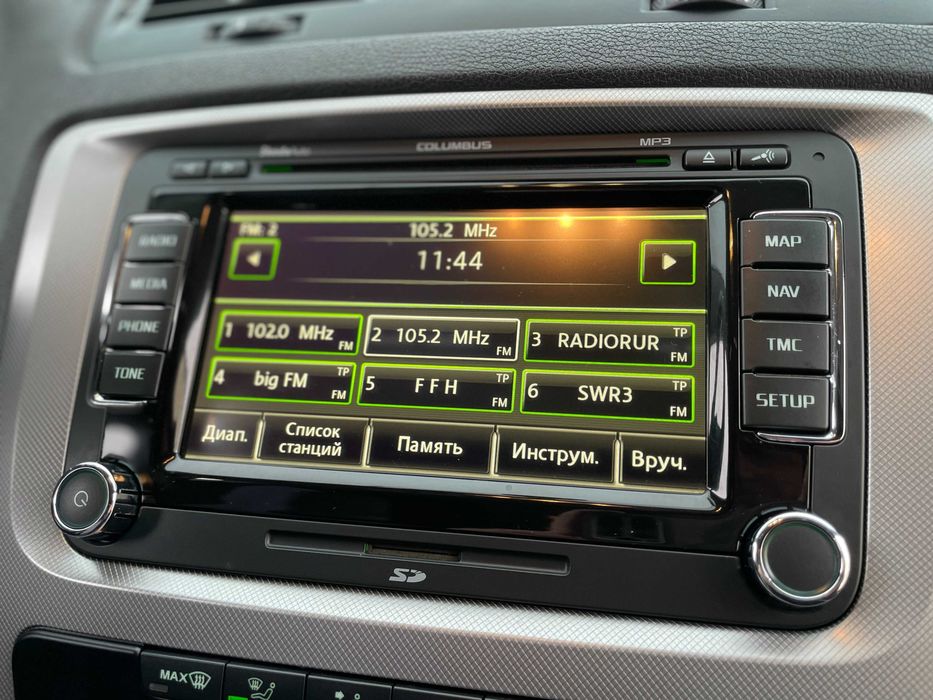 COLUMBUS
MP3
RADIO
MEDIA
PHONE
TONE
FM: 2
105.2 MHz
11:44
1 102.0 MHz FM
2 105.2 MHz FM
3 RADIORUR TP FM
4 big FM TP FM
5 F F H TP FM
6 SWR3 TP FM
Диап.
Список
станций
Память
Инструм.
Вруч.
MAP
NAV
TMC
SETUP
SD
MAX